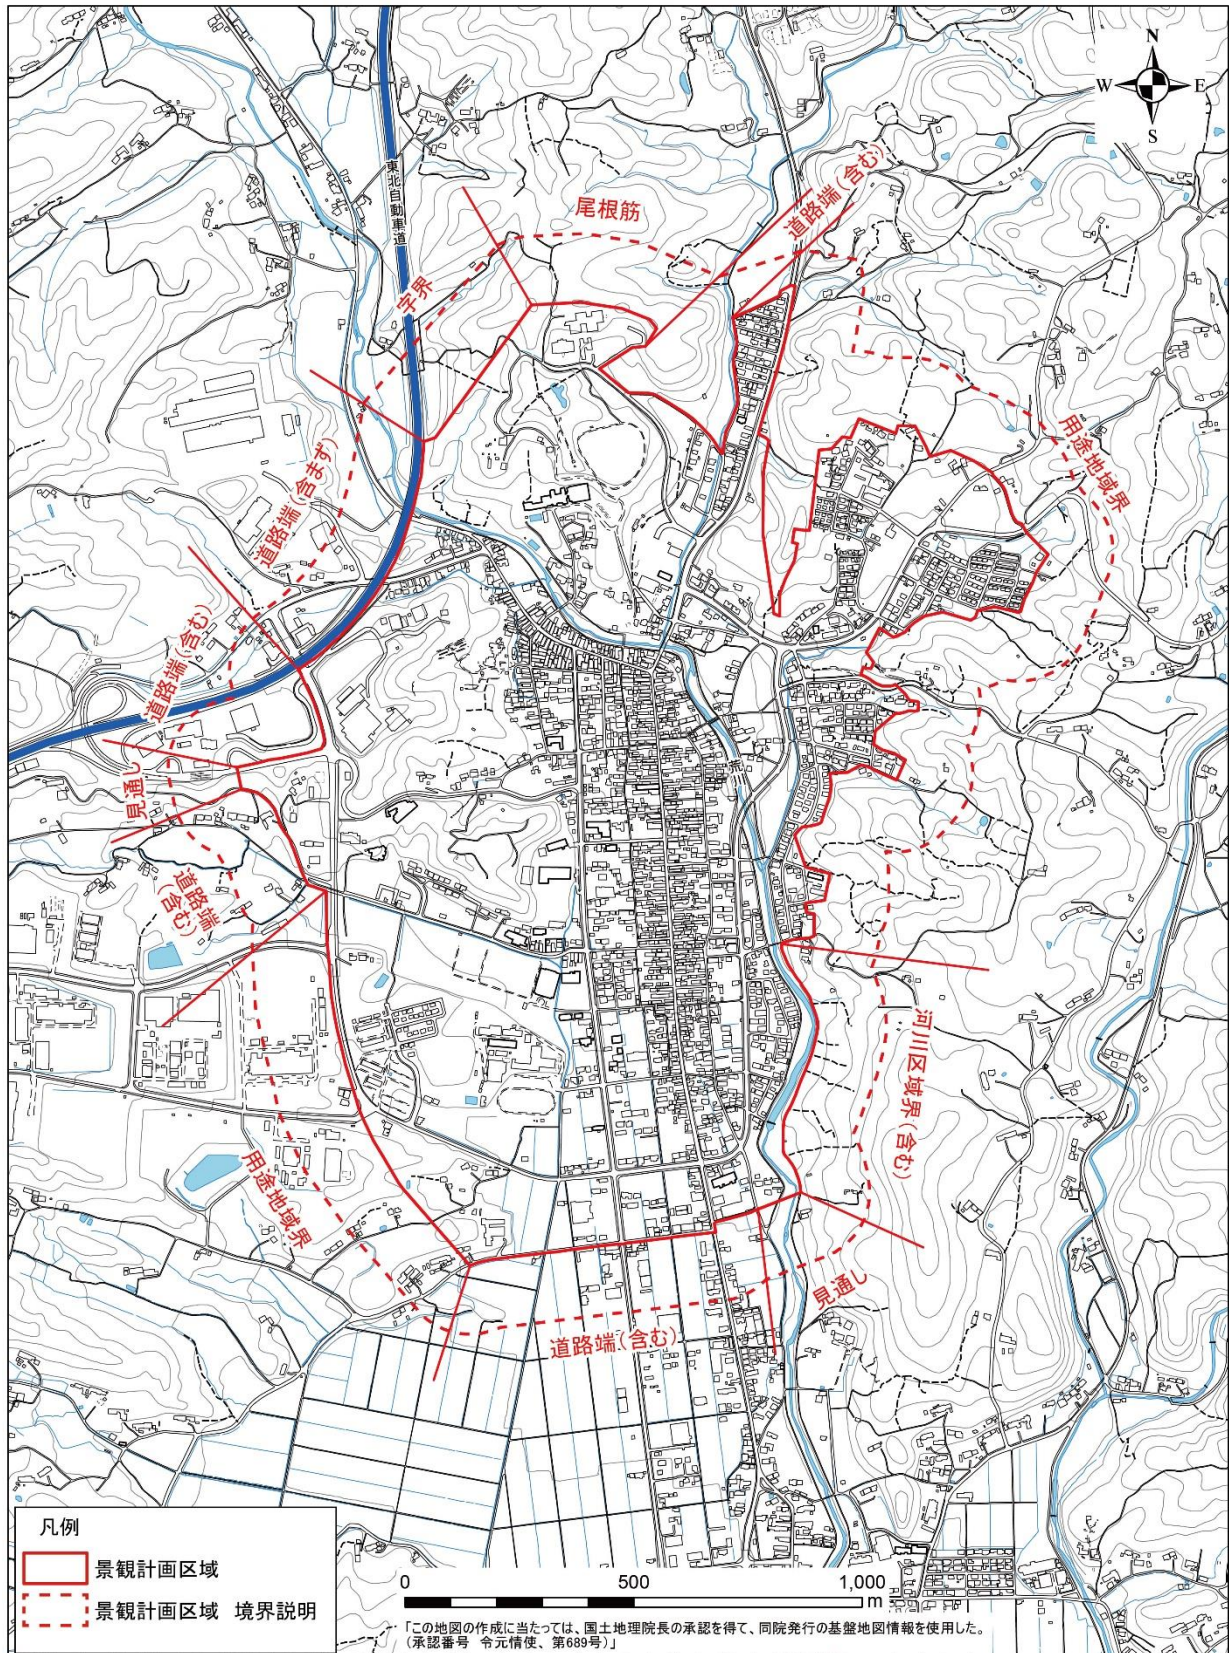 N
W
E
S
東北自動車道
尾根筋
道路端(含む)
字界
用途地域界
道路端(含まず)
道路端(含む)
見通し
道路端
(含む)
荒川
河川区域界(含む)
用途地域界
見通し
道路端(含む)
凡例
景観計画区域
景観計画区域 境界説明
0 500 1,000
m
「この地図の作成に当たっては、国土地理院長の承認を得て、同院発行の基盤地図情報を使用した。
(承認番号 令元情使、第689号)」